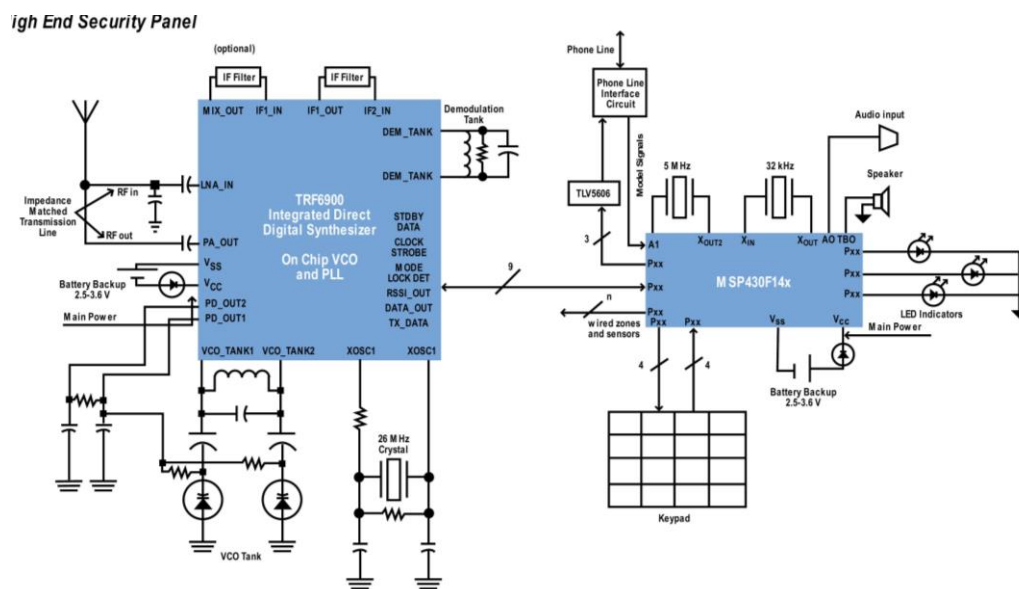 igh End Security Panel
(optional)
IF Filter
IF Filter
MIX_OUT
IF1_IN
IF1_OUT
IF2_IN
Demodulation
Tank
DEM_TANK
DEM_TANK
LNA_IN
RF in
Impedance
Matched
Transmission
Line
RF out
PA_OUT
TRF6900
Integrated Direct
Digital Synthesizer
On Chip VCO
and PLL
STDBY
DATA
CLOCK
STROBE
MODE
LOCK DET
RSSI_OUT
DATA_OUT
TX_DATA
VSS
VCC
Battery Backup
2.5-3.6 V
PD_OUT2
Main Power
PD_OUT1
VCO_TANK1
VCO_TANK2
XOSC1
XOSC1
26 MHz
Crystal
VCO Tank
9
Phone Line
Phone Line
Interface
Circuit
Model Signals
TLV5606
3
5 MHz
32 kHz
Audio input
Speaker
A1
XOUT2
XIN
XOUT
AO
TBO
Pxx
Pxx
Pxx
Pxx
Pxx
Pxx
Pxx
Pxx
MSP430F14x
n
wired zones
and sensors
LED Indicators
VSS
VCC
Main Power
Battery Backup
2.5-3.6 V
4
4
Keypad